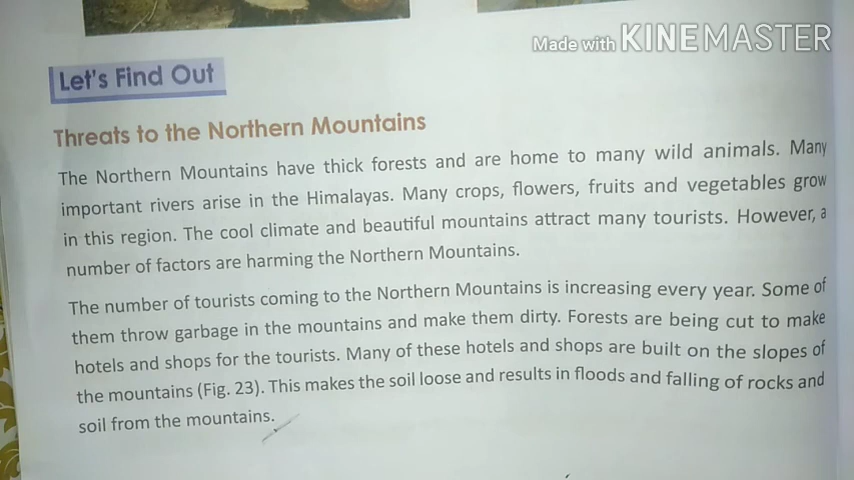 Made with KINEMASTER
Let's Find Out
Threats to the Northern Mountains
The Northern Mountains have thick forests and are home to many wild animals. Many
important rivers arise in the Himalayas. Many crops, flowers, fruits and vegetables grow
in this region. The cool climate and beautiful mountains attract many tourists. However, a
number of factors are harming the Northern Mountains.
The number of tourists coming to the Northern Mountains is increasing every year. Some of
them throw garbage in the mountains and make them dirty. Forests are being cut to make
hotels and shops for the tourists. Many of these hotels and shops are built on the slopes of
the mountains (Fig. 23). This makes the soil loose and results in floods and falling of rocks and
soil from the mountains.